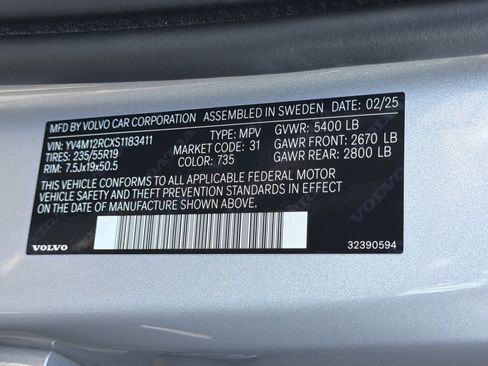 MFD BY VOLVO CAR CORPORATION ASSEMBLED IN SWEDEN DATE: 02/25
VIN: YV4M12RCXS1183411 TYPE: MPV GVWR: 5400 LB
TIRES: 235/55R19 MARKET CODE: 31 GAWR FRONT: 2670 LB
RIM: 7.5Jx19x50.5 COLOR: 735 GAWR REAR: 2800 LB
THIS VEHICLE CONFORMS TO ALL APPLICABLE FEDERAL MOTOR
VEHICLE SAFETY AND THEFT PREVENTION STANDARDS IN
EFFECT ON THE DATE OF MANUFACTURE SHOWN ABOVE.
VOLVO 32390594